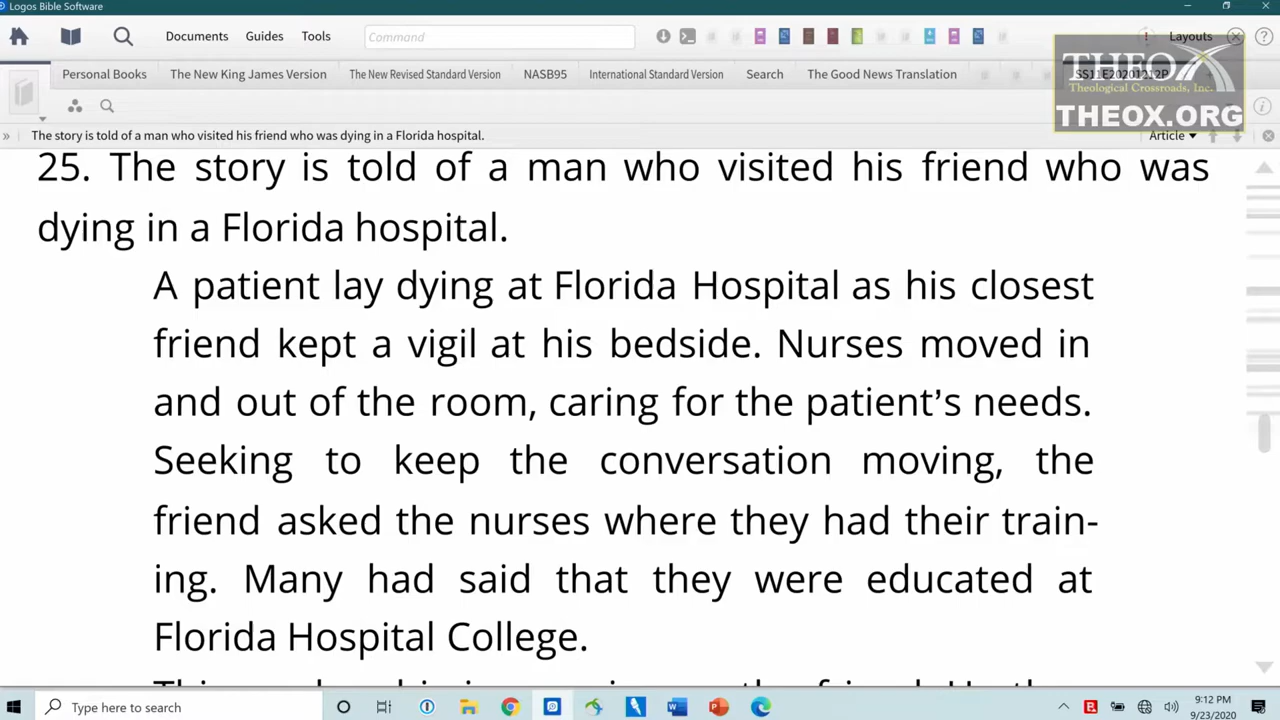 Logos Bible Software
Documents Guides Tools Command Layouts
Personal Books The New King James Version The New Revised Standard Version NASB95 International Standard Version Search The Good News Translation SS11E20201212P
THEO
Theological Crossroads, Inc.
THEOX.ORG
The story is told of a man who visited his friend who was dying in a Florida hospital. Article
25. The story is told of a man who visited his friend who was
dying in a Florida hospital.
A patient lay dying at Florida Hospital as his closest
friend kept a vigil at his bedside. Nurses moved in
and out of the room, caring for the patient’s needs.
Seeking to keep the conversation moving, the
friend asked the nurses where they had their train-
ing. Many had said that they were educated at
Florida Hospital College.
Type here to search
9:12 PM
9/23/2020